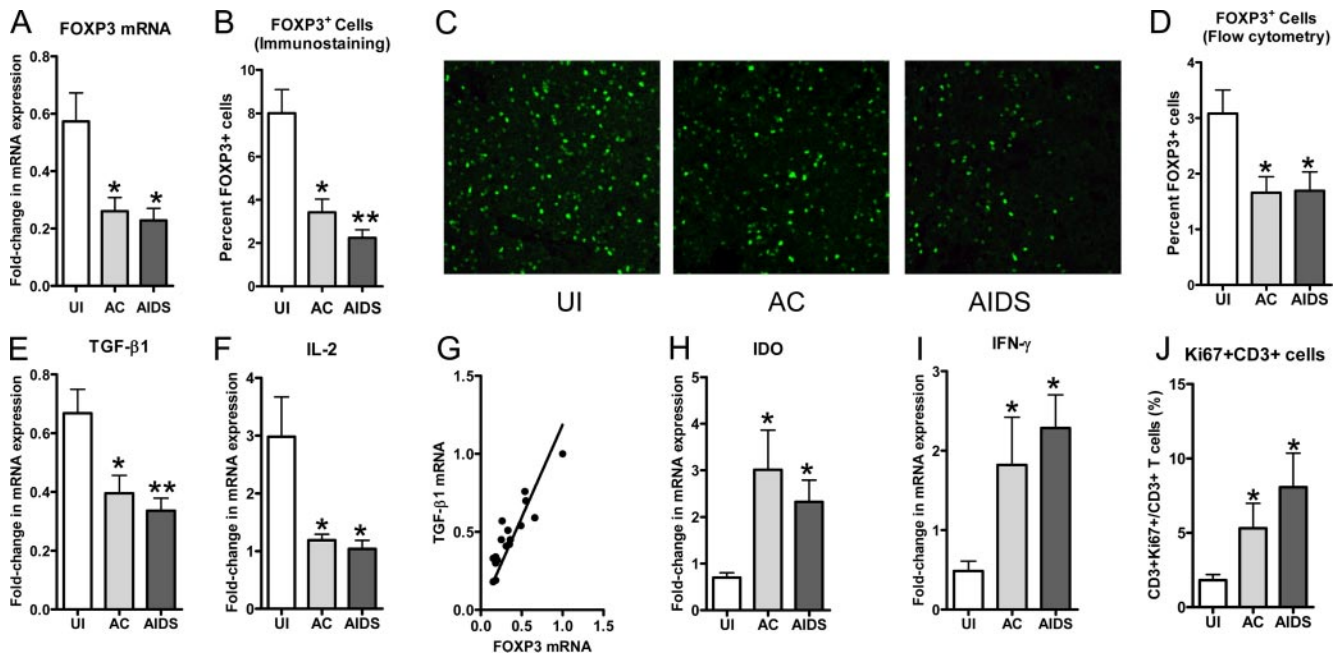 A
FOXP3 mRNA
Fold-change in mRNA expression
0.8
0.6
0.4
0.2
0.0
*
*
UI AC AIDS
B
FOXP3+ Cells
(Immunostaining)
Percent FOXP3+ cells
10
8
6
4
2
0
*
**
UI AC AIDS
C
UI
AC
AIDS
D
FOXP3+ Cells
(Flow cytometry)
Percent FOXP3+ cells
4
3
2
1
0
*
*
UI AC AIDS
E
TGF-β1
Fold-change in mRNA expression
0.8
0.6
0.4
0.2
0.0
*
**
UI AC AIDS
F
IL-2
Fold-change in mRNA expression
4
3
2
1
0
*
*
UI AC AIDS
G
TGF-β1 mRNA
1.5
1.0
0.5
0.0
0.0 0.5 1.0 1.5
FOXP3 mRNA
H
IDO
Fold-change in mRNA expression
5
4
3
2
1
0
*
*
UI AC AIDS
I
IFN-γ
Fold-change in mRNA expression
3
2
1
0
*
*
UI AC AIDS
J
Ki67+CD3+ cells
CD3+Ki67+/CD3+ T cells (%)
15
10
5
0
*
*
UI AC AIDS